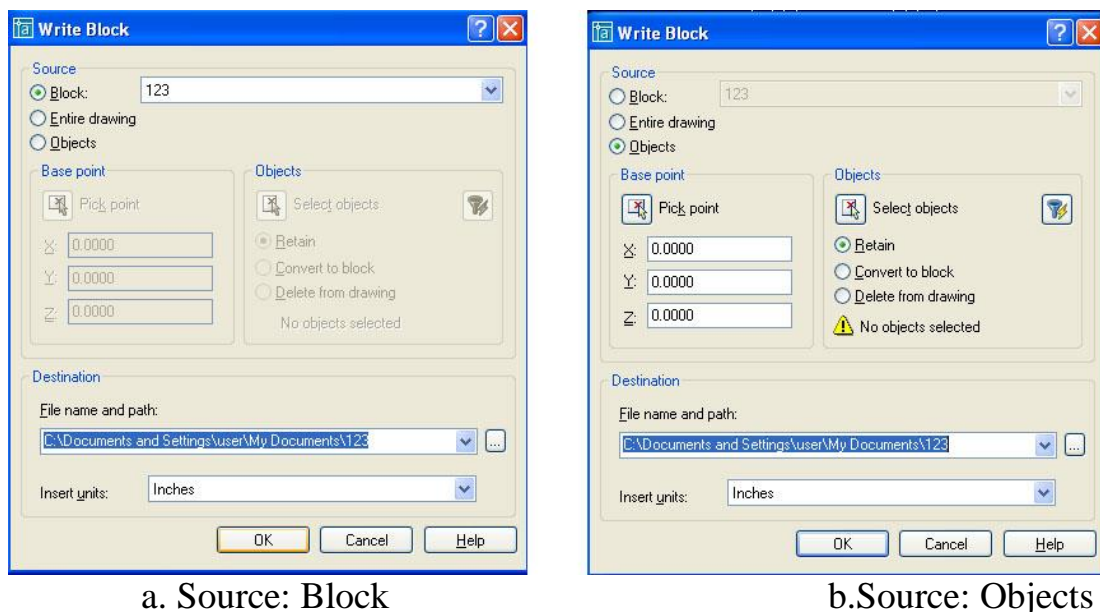 Write Block
Source
Block: 123
Entire drawing
Objects
Base point
Pick point
X: 0.0000
Y: 0.0000
Z: 0.0000
Objects
Select objects
Retain
Convert to block
Delete from drawing
No objects selected
Destination
File name and path:
C:\Documents and Settings\user\My Documents\123
...
Insert units: Inches
OK Cancel Help
a. Source: Block
Write Block
Source
Block: 123
Entire drawing
Objects
Base point
Pick point
X: 0.0000
Y: 0.0000
Z: 0.0000
Objects
Select objects
Retain
Convert to block
Delete from drawing
No objects selected
Destination
File name and path:
C:\Documents and Settings\user\My Documents\123
...
Insert units: Inches
OK Cancel Help
b.Source: Objects